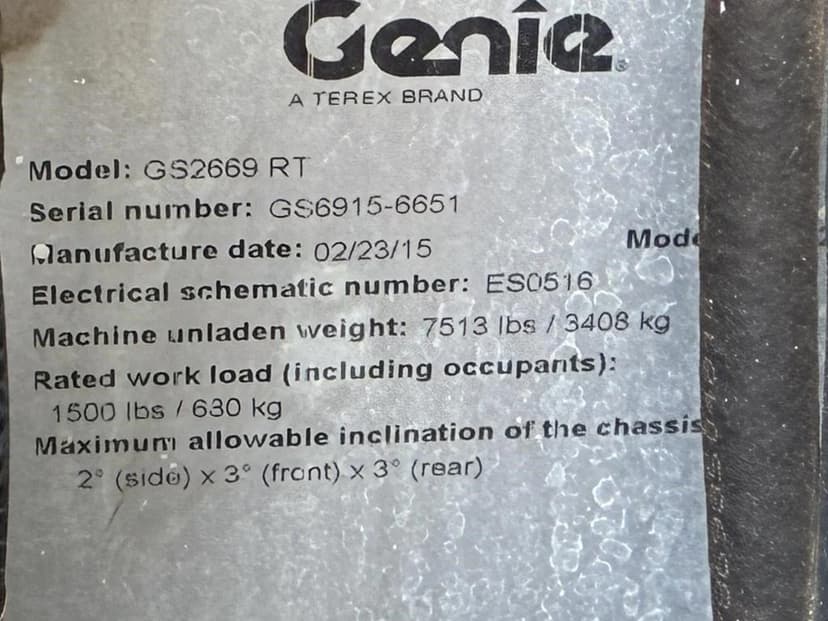 Genie®
A TEREX BRAND
Model: GS2669 RT
Serial number: GS6915-6651
Manufacture date: 02/23/15
Mode
Electrical schematic number: ES0516
Machine unladen weight: 7513 lbs / 3408 kg
Rated work load (including occupants):
1500 lbs / 680 kg
Maximum allowable inclination of the chassis
2° (side) x 3° (front) x 3° (rear)